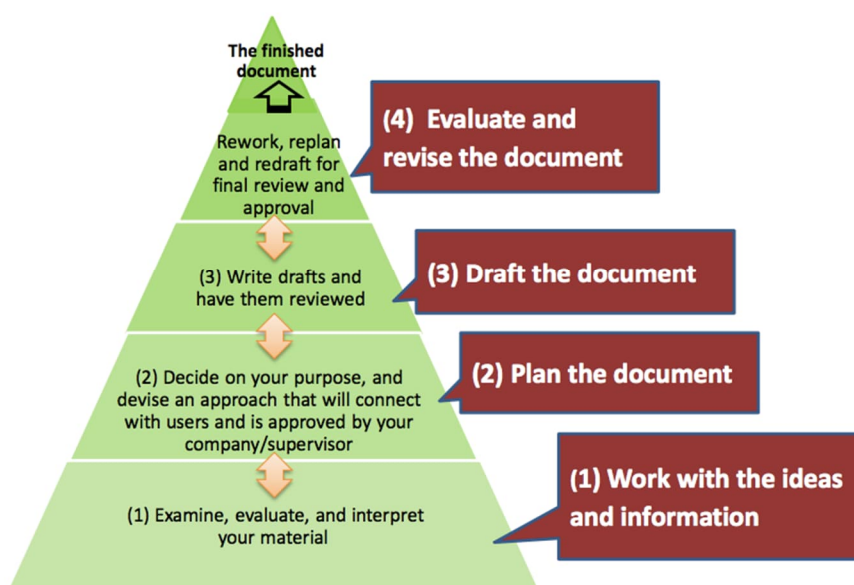 The finished
document
Rework, replan
and redraft for
final review and
approval
(4) Evaluate and
revise the document
(3) Write drafts and
have them reviewed
(3) Draft the document
(2) Decide on your purpose, and
devise an approach that will connect
with users and is approved by your
company/supervisor
(2) Plan the document
(1) Examine, evaluate, and interpret
your material
(1) Work with the ideas
and information